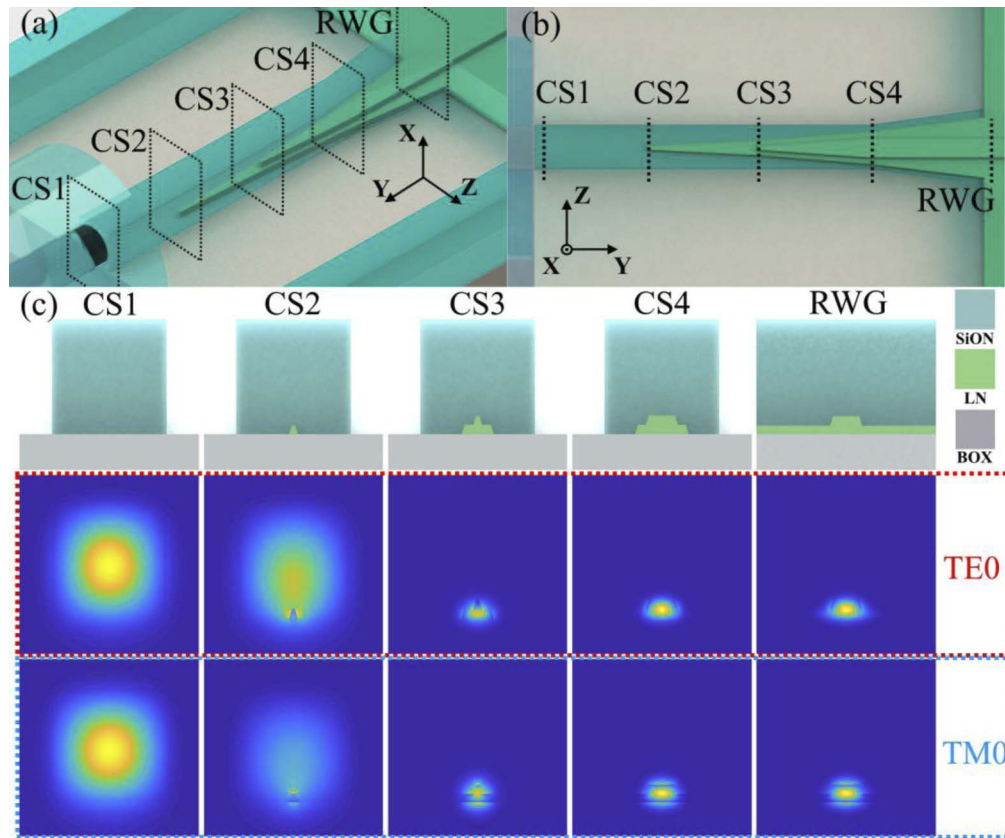 (a)
RWG
CS4
CS3
CS2
CS1
X
Y
Z
(b)
CS1
CS2
CS3
CS4
RWG
Z
X
Y
(c)
CS1
CS2
CS3
CS4
RWG
SiON
LN
BOX
TE0
TM0